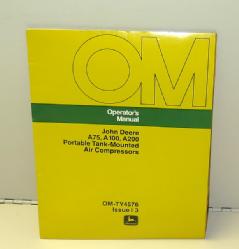 OM
Operator's
Manual
John Deere
A75, A100, A200
Portable Tank-Mounted
Air Compressors
OM-TY4576
Issue I3